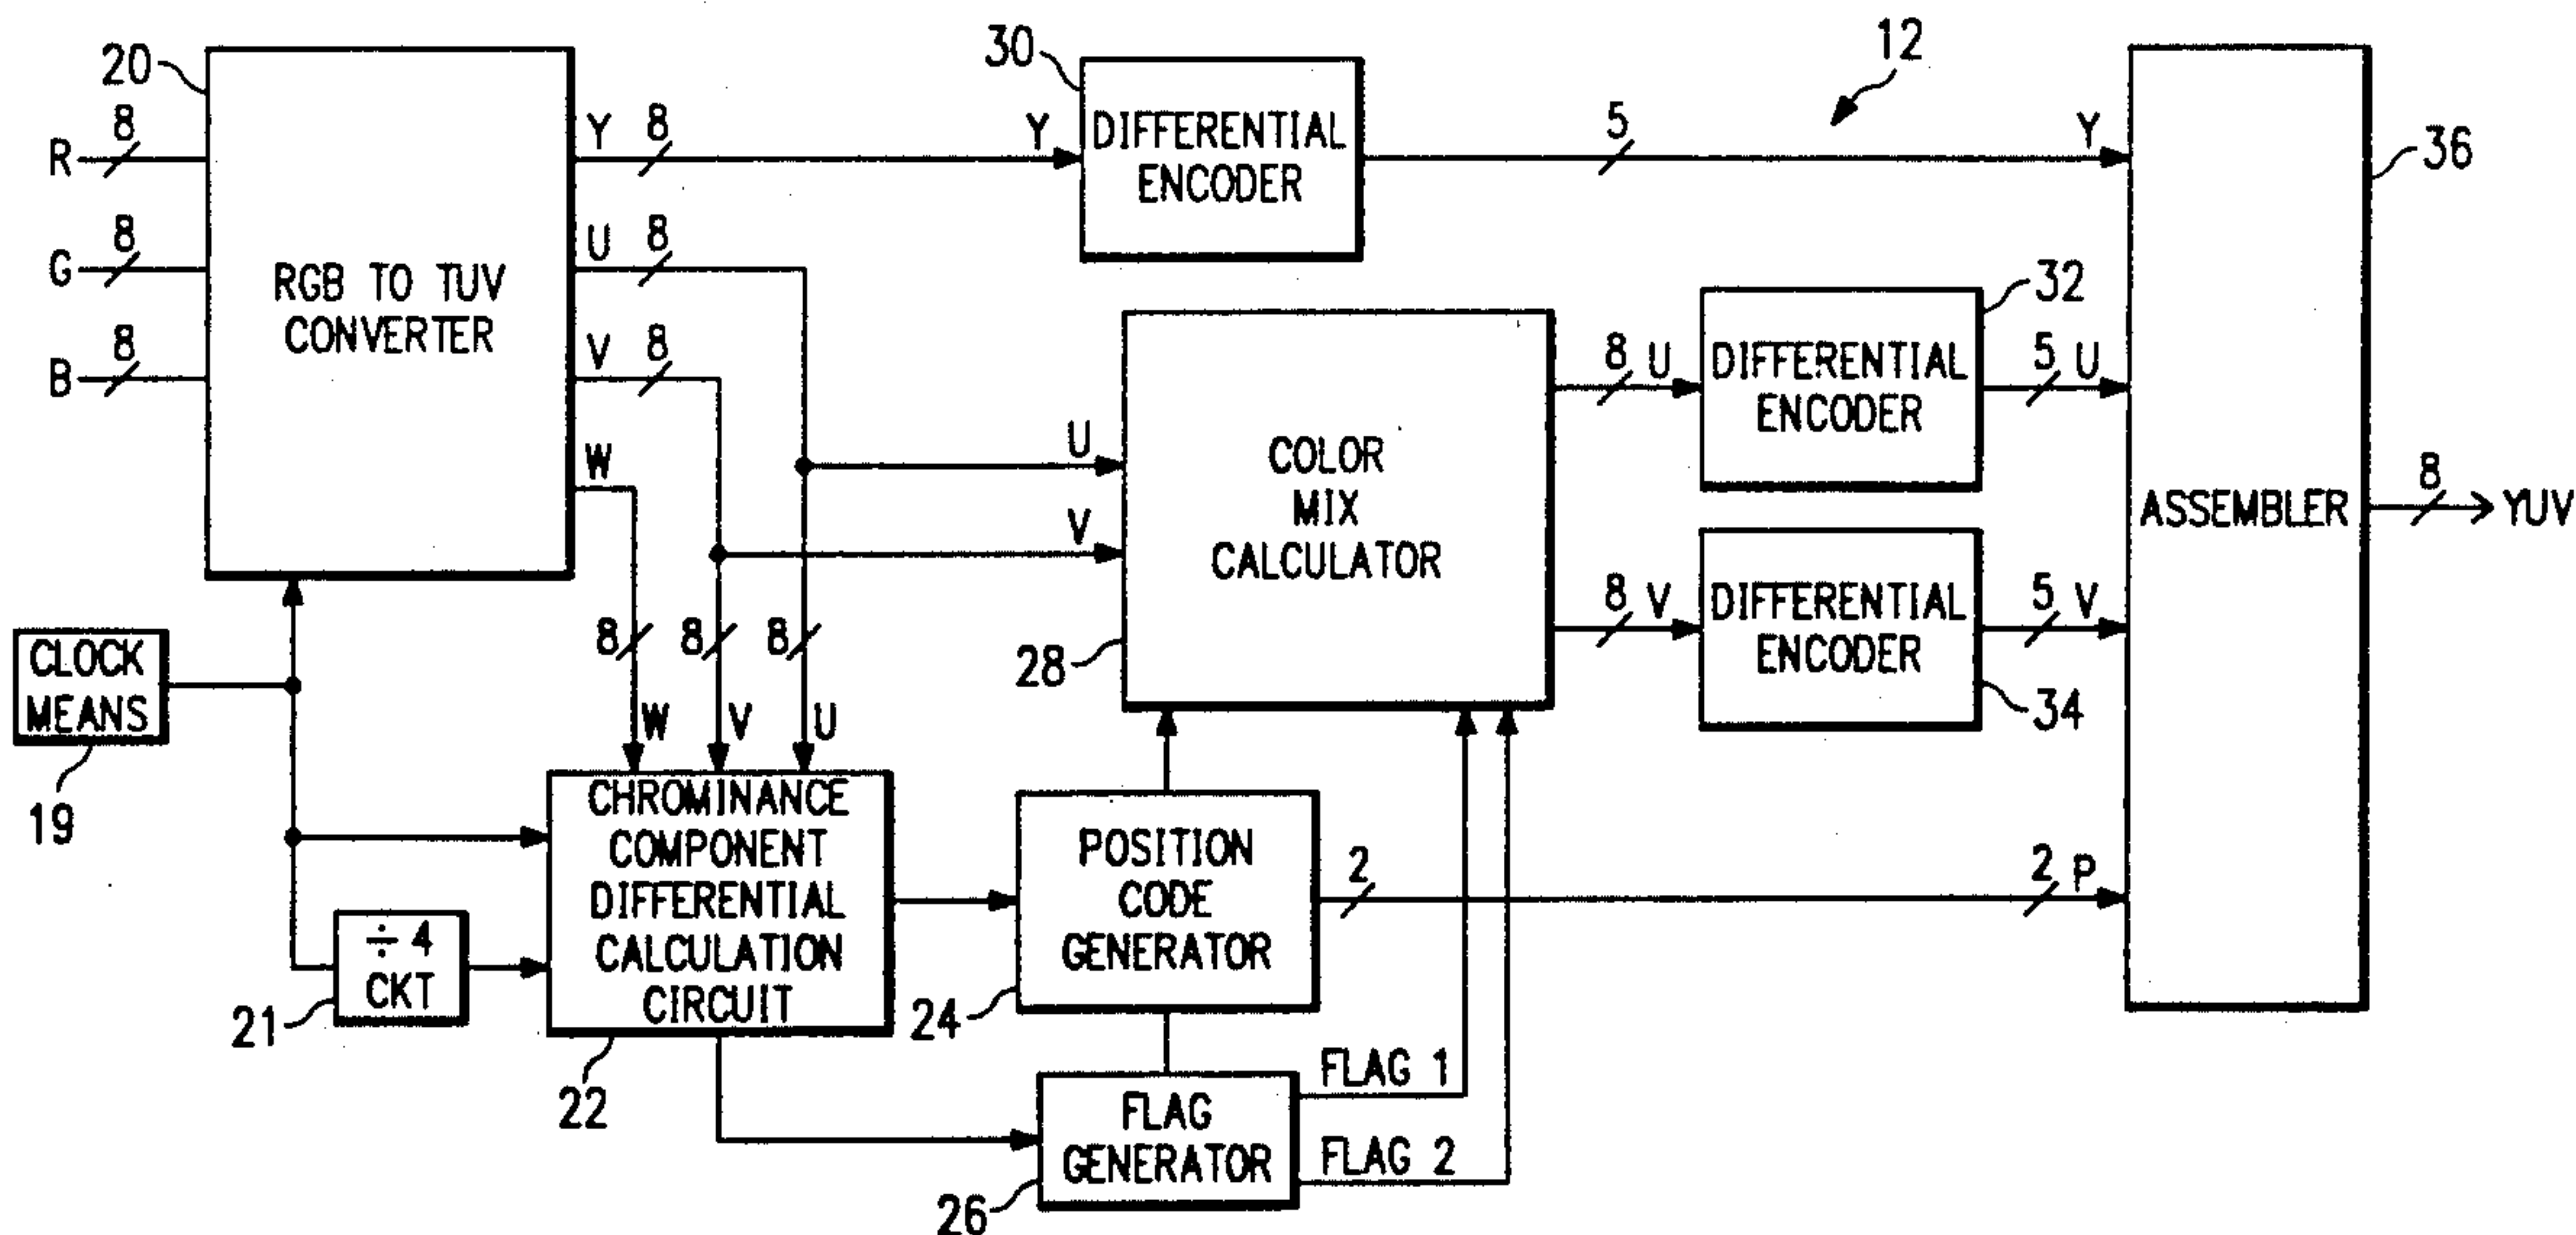 20
R
8
G
8
B
8
RGB TO TUV
CONVERTER
Y
8
U
8
V
8
W
30
Y
DIFFERENTIAL
ENCODER
5
12
Y
36
CLOCK
MEANS
19
÷4
CKT
21
8
8
8
W
V
U
CHROMINANCE
COMPONENT
DIFFERENTIAL
CALCULATION
CIRCUIT
22
U
V
COLOR
MIX
CALCULATOR
28
8
U
DIFFERENTIAL
ENCODER
32
5
U
8
V
DIFFERENTIAL
ENCODER
34
5
V
ASSEMBLER
8
YUV
POSITION
CODE
GENERATOR
24
2
2
P
FLAG
GENERATOR
26
FLAG 1
FLAG 2